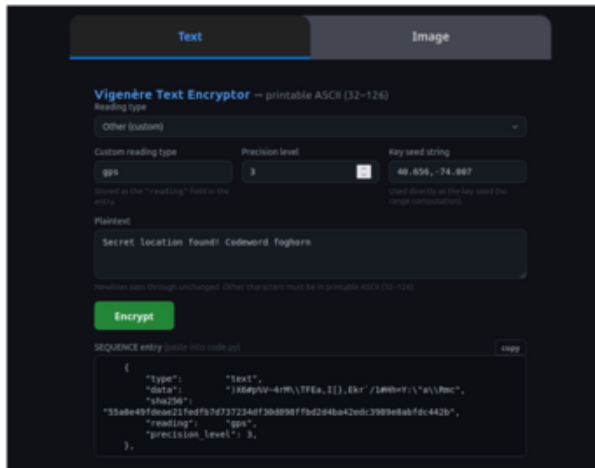 Text
Image
Vigenère Text Encryptor → printable ASCII (32–126)
Reading type
Other (custom)
Custom reading type
Precision level
Key seed string
gps
3
40.656,-74.007
Stored as the "reading" field in the
entry.
Used directly as the key seed (no
range computation).
Plaintext
Secret location found! Codeword foghorn
Newlines pass through unchanged. Other characters must be in printable ASCII (32–126).
Encrypt
SEQUENCE entry (paste into code.py)
copy
{
"type": "text",
"data":
"sha256":
"reading": "gps",
"precision_level": 3,
},